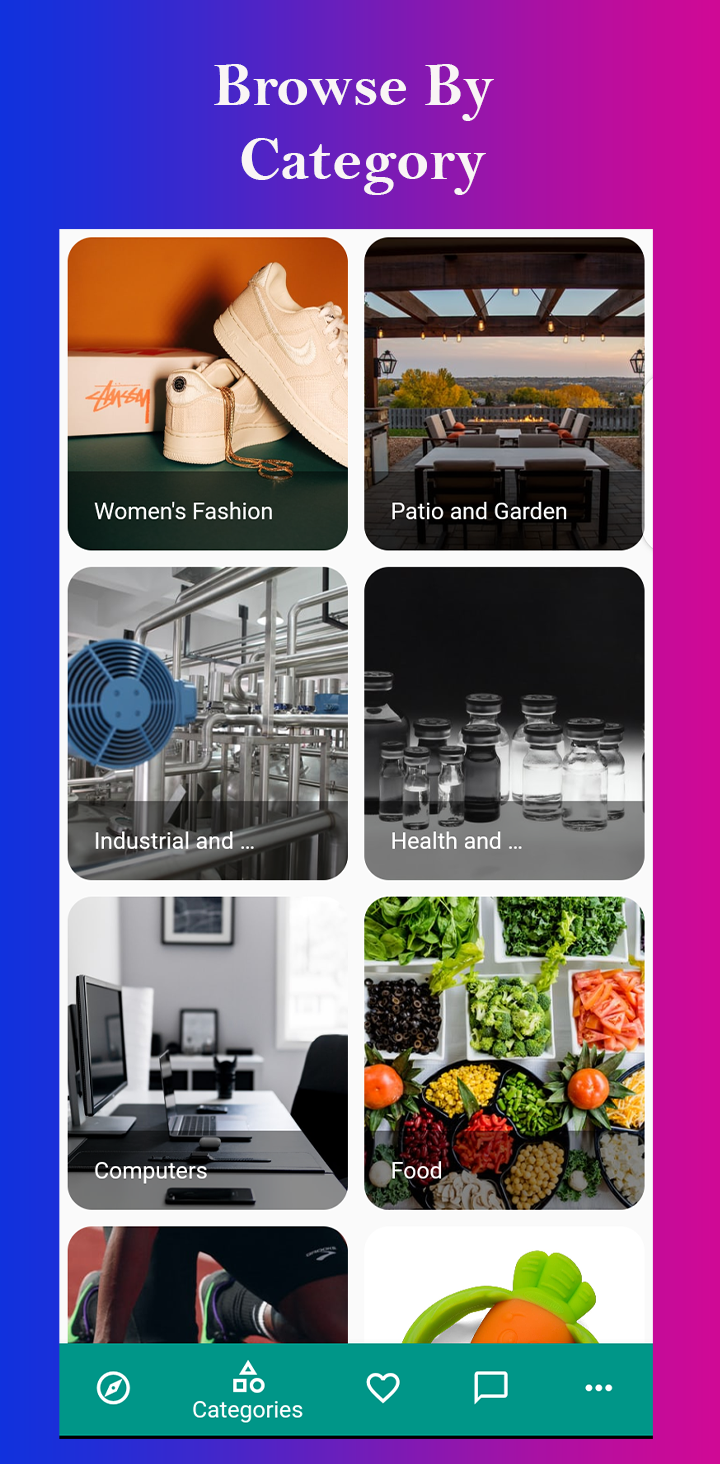 Browse By
Category
Stüssy
Women's Fashion
Patio and Garden
Industrial and ...
Health and ...
Computers
Food
Categories